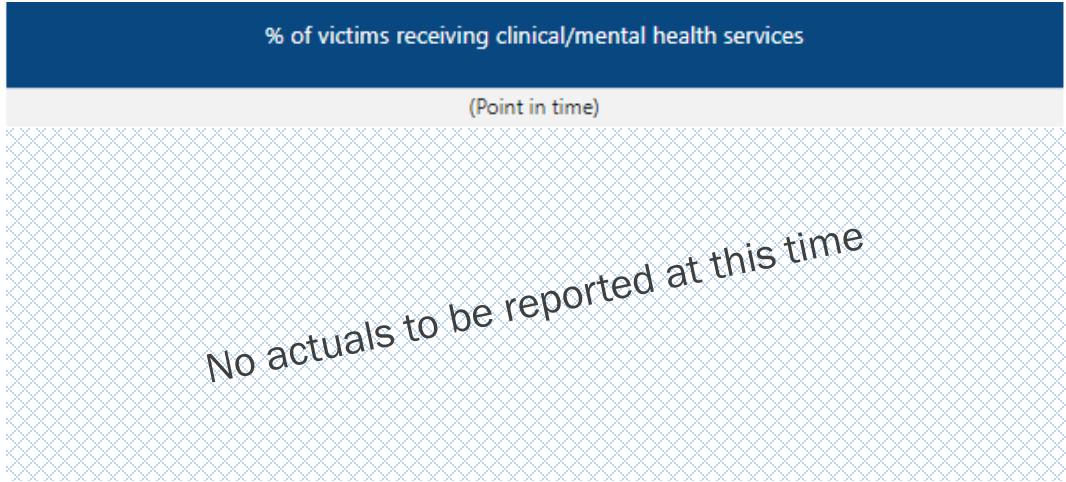 % of victims receiving clinical/mental health services
(Point in time)
No actuals to be reported at this time